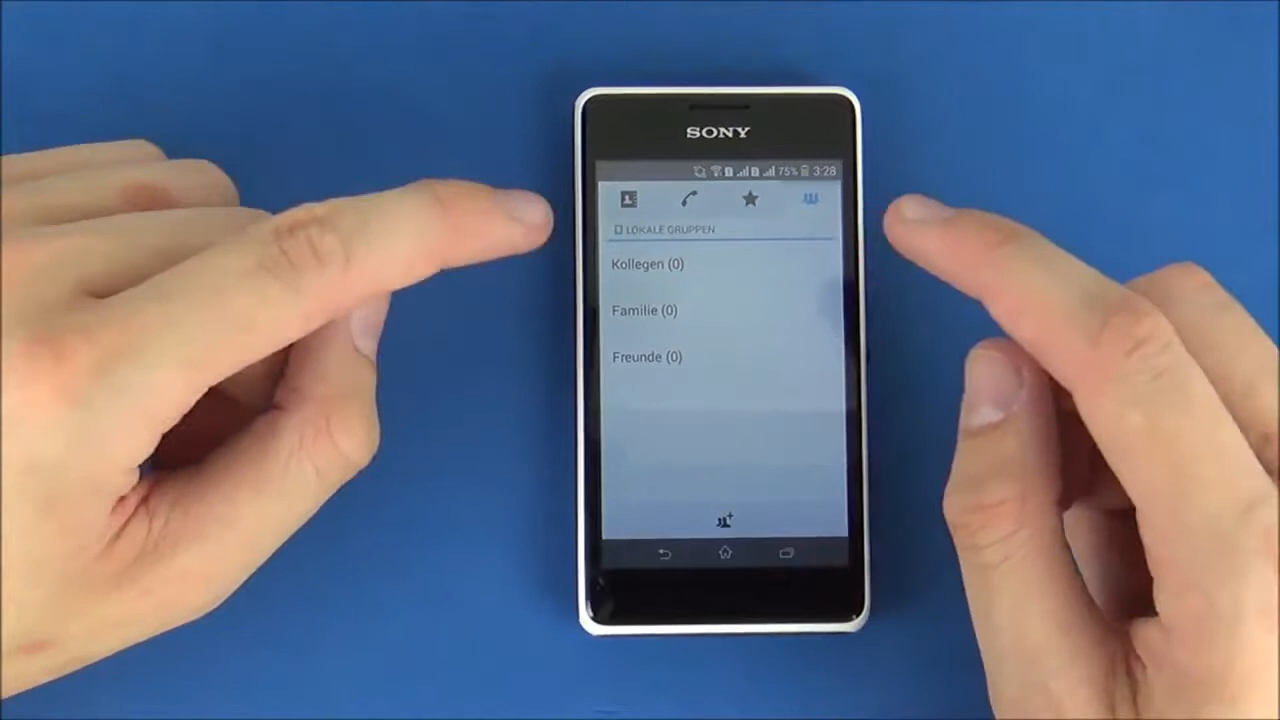 SONY
75% 3:28
LOKALE GRUPPEN
Kollegen (0)
Familie (0)
Freunde (0)